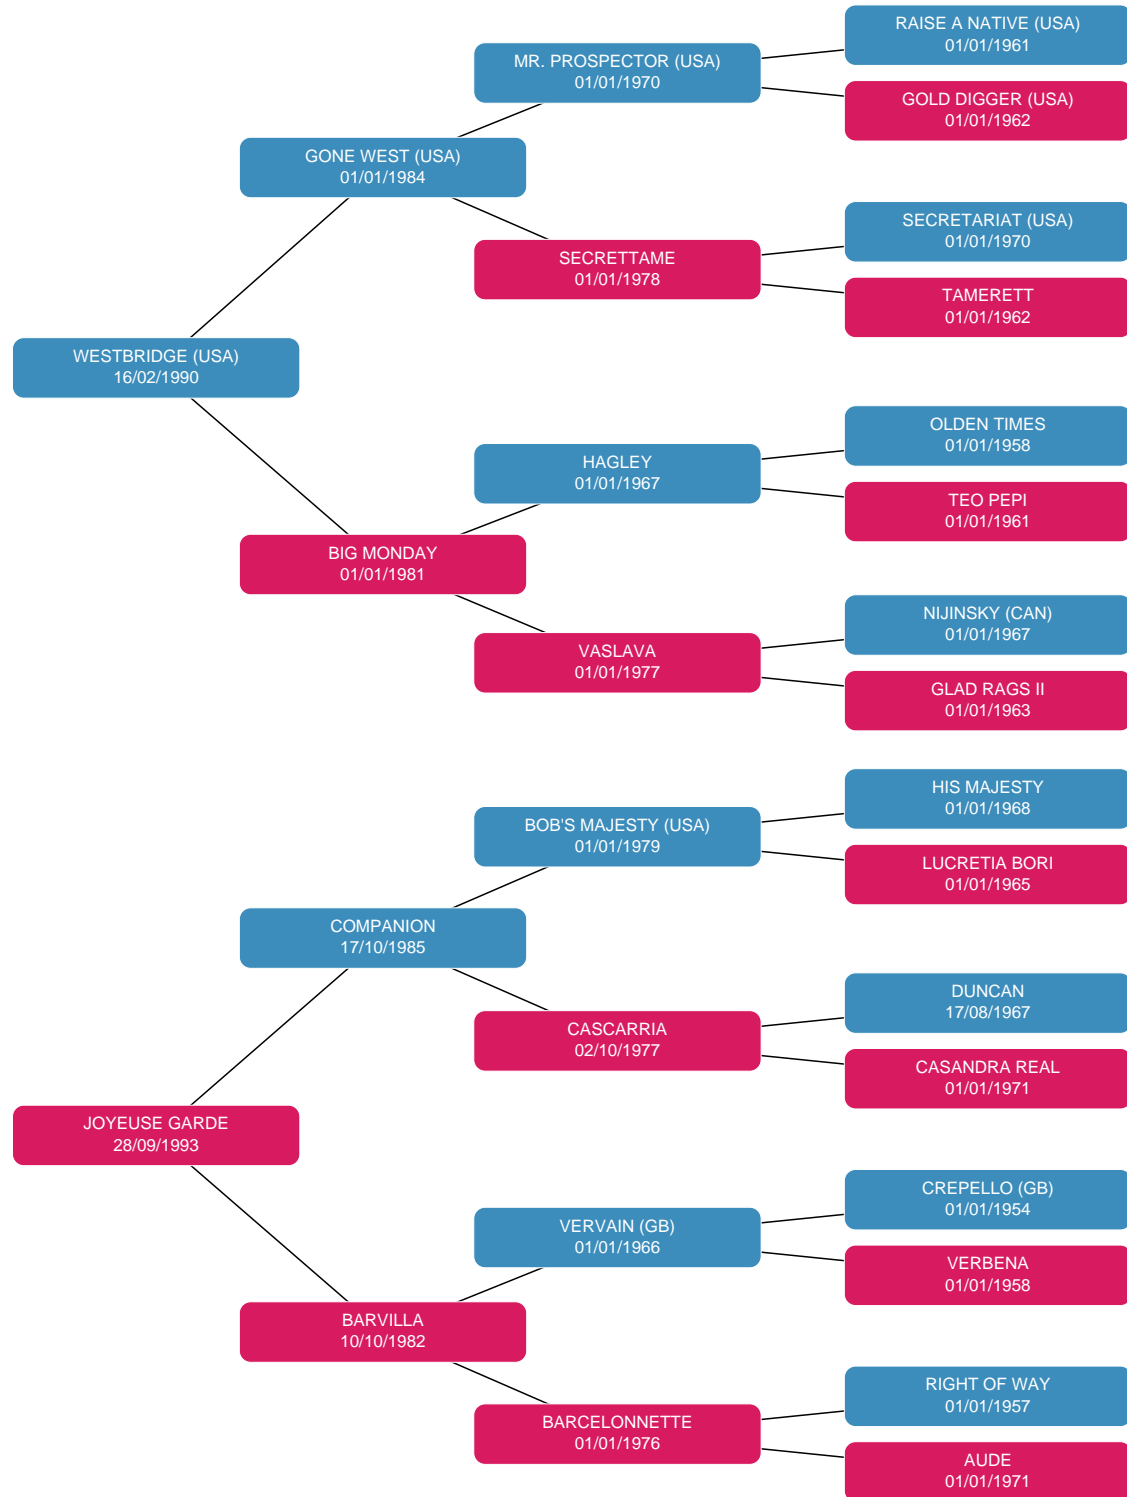 RAISE A NATIVE (USA)
01/01/1961
MR. PROSPECTOR (USA)
01/01/1970
GOLD DIGGER (USA)
01/01/1962
GONE WEST (USA)
01/01/1984
SECRETARIAT (USA)
01/01/1970
SECRETTAME
01/01/1978
TAMERETT
01/01/1962
WESTBRIDGE (USA)
16/02/1990
OLDEN TIMES
01/01/1958
HAGLEY
01/01/1967
TEO PEPI
01/01/1961
BIG MONDAY
01/01/1981
NIJINSKY (CAN)
01/01/1967
VASLAVA
01/01/1977
GLAD RAGS II
01/01/1963
HIS MAJESTY
01/01/1968
BOB'S MAJESTY (USA)
01/01/1979
LUCRETIA BORI
01/01/1965
COMPANION
17/10/1985
DUNCAN
17/08/1967
CASCARRIA
02/10/1977
CASANDRA REAL
01/01/1971
JOYEUSE GARDE
28/09/1993
CREPELLO (GB)
01/01/1954
VERVAIN (GB)
01/01/1966
VERBENA
01/01/1958
BARVILLA
10/10/1982
RIGHT OF WAY
01/01/1957
BARCELONNETTE
01/01/1976
AUDE
01/01/1971